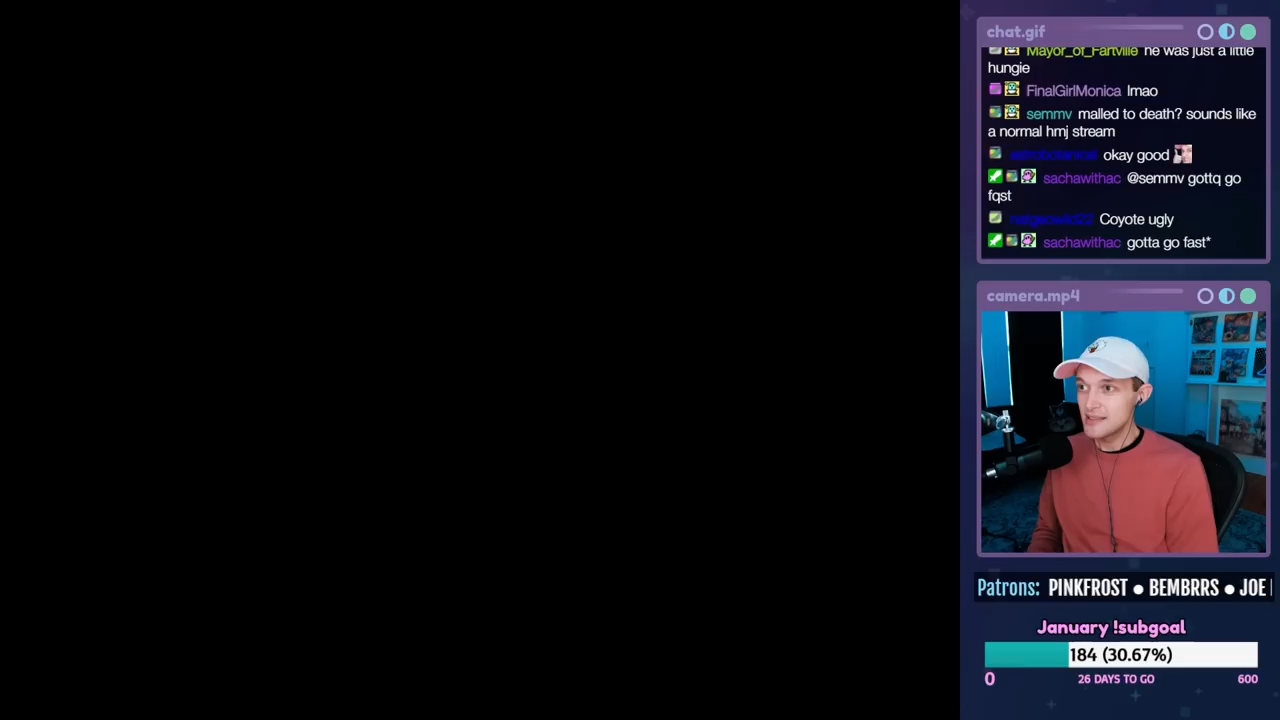 chat.gif
Mayor_of_Fartville he was just a little
hungie
FinalGirlMonica lmao
semmv malled to death? sounds like
a normal hmj stream
okay good
sachawithac @semmv gottq go
fqst
Coyote ugly
sachawithac gotta go fast*
camera.mp4
Patrons: PINKFROST ● BEMBRRS ● JOE
January !subgoal
184 (30.67%)
0 26 DAYS TO GO 600